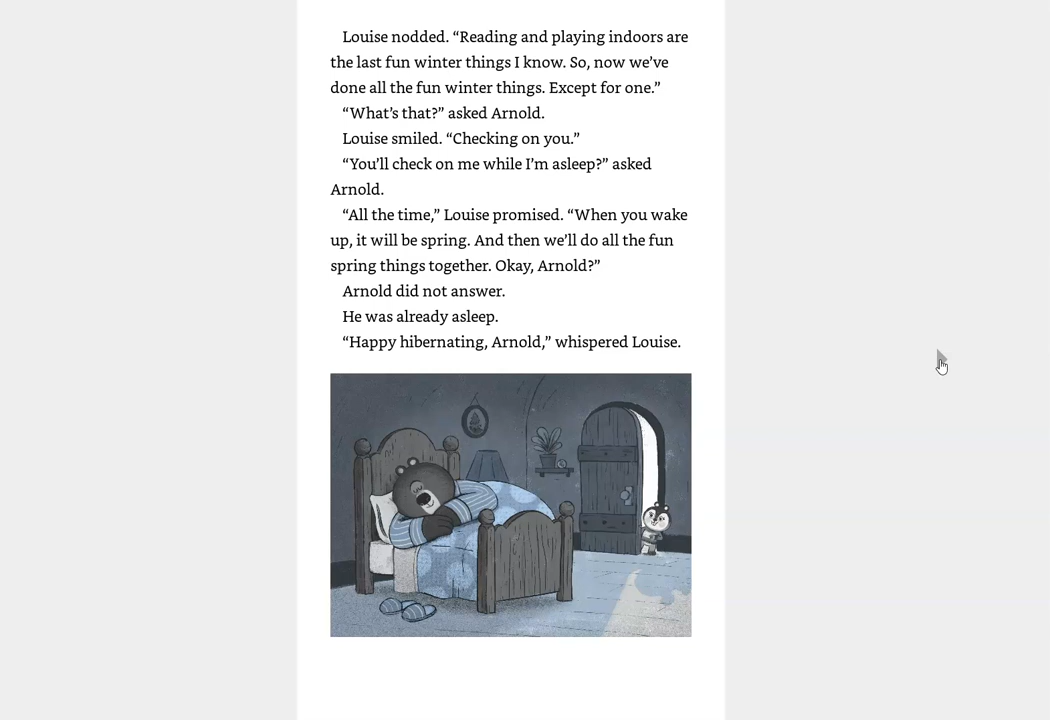 Louise nodded. “Reading and playing indoors are
the last fun winter things I know. So, now we’ve
done all the fun winter things. Except for one.”
“What’s that?” asked Arnold.
Louise smiled. “Checking on you.”
“You’ll check on me while I’m asleep?” asked
Arnold.
“All the time,” Louise promised. “When you wake
up, it will be spring. And then we’ll do all the fun
spring things together. Okay, Arnold?”
Arnold did not answer.
He was already asleep.
“Happy hibernating, Arnold,” whispered Louise.